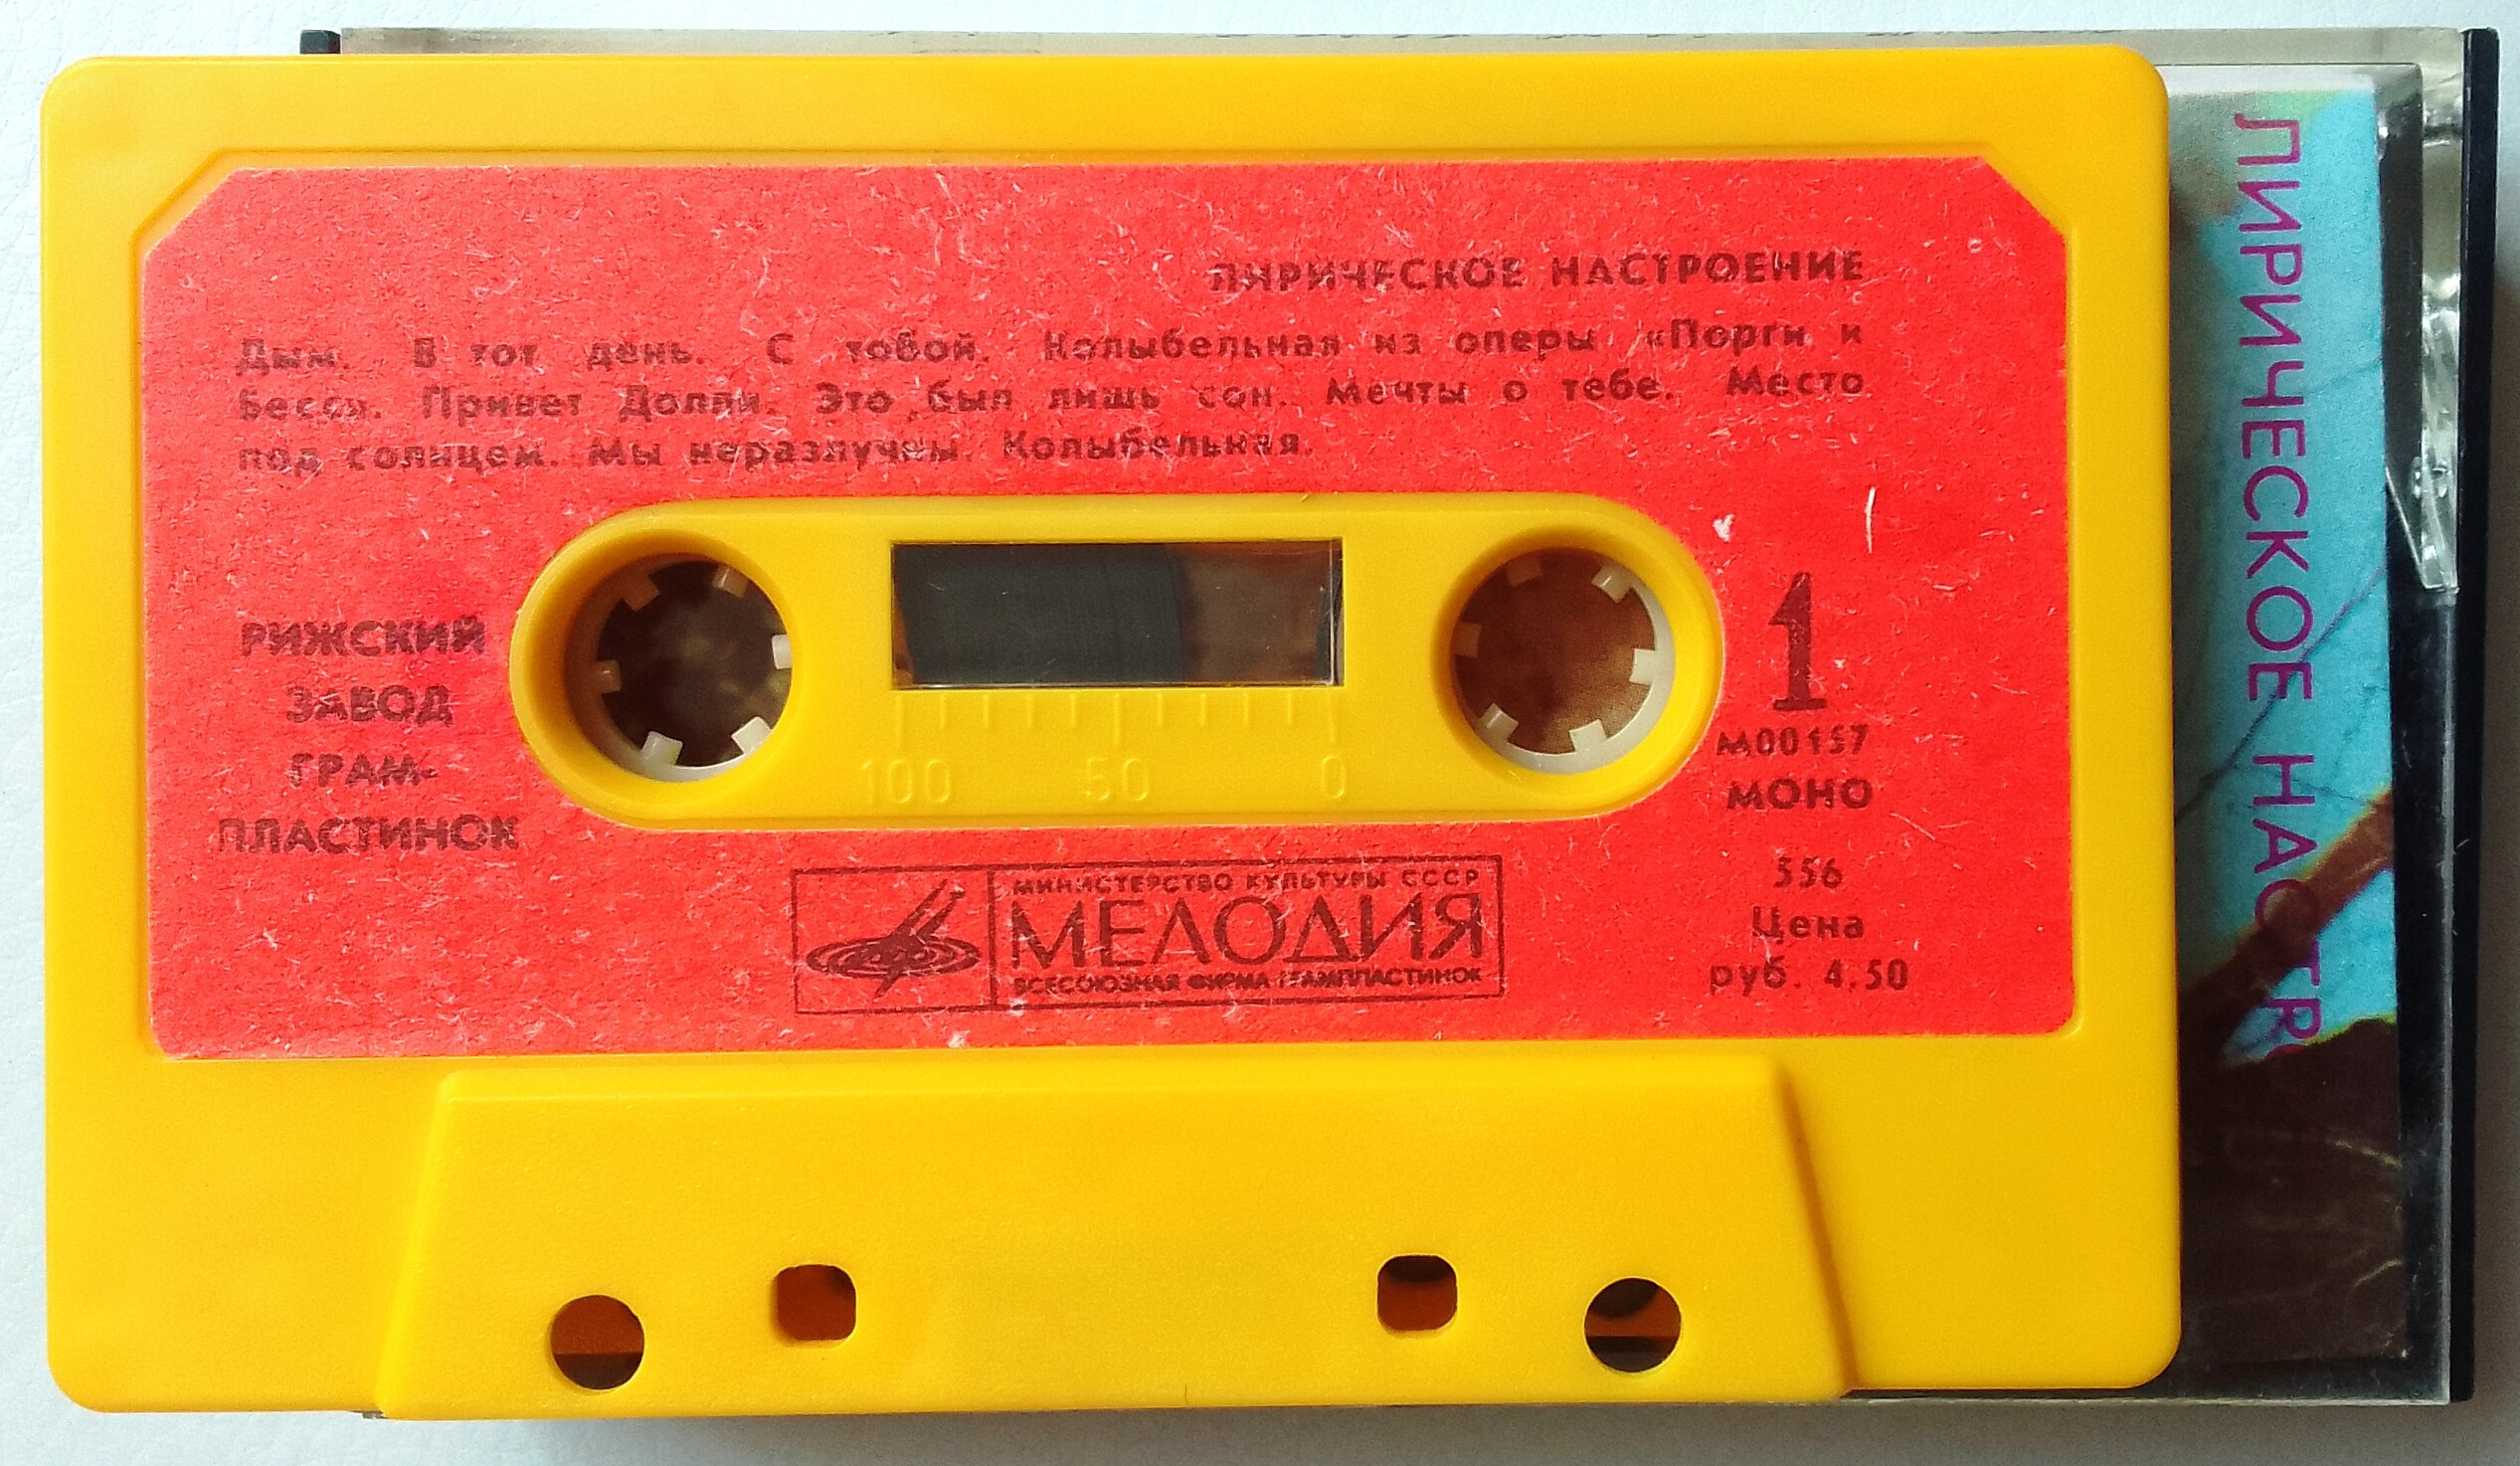 ЛИРИЧЕСКОЕ НАСТРОЕНИЕ
Дым. В тот день. С тобой. Колыбельная из оперы «Порги и
Бесси. Привет Долли. Это был лишь сон. Мечты о тебе. Место
под солнцем. Мы неразлучны. Колыбельная.
РИЖСКИЙ
ЗАВОД
ГРАМ-
ПЛАСТИНОК
100 50 0
1
М00157
МОНО
556
Цена
руб. 4.50
МИНИСТЕРСТВО КУЛЬТУРЫ СССР
МЕЛОДИЯ
ВСЕСОЮЗНАЯ ФИРМА ГРАМПЛАСТИНОК
ЛИРИЧЕСКОЕ НАСТР